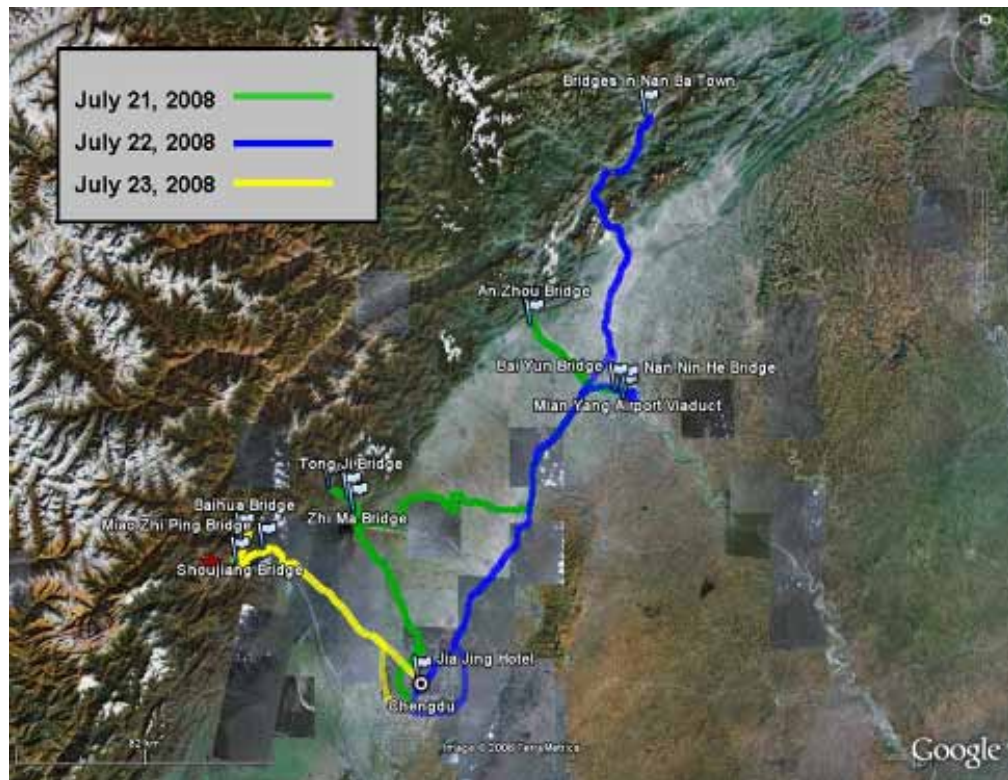 July 21, 2008
July 22, 2008
July 23, 2008
Bridges in Nan Ba Town
An Zhou Bridge
Bai Yun Bridge
Nan Nin He Bridge
Mian Yang Airport Viaduct
Tong Ji Bridge
Baihua Bridge
Zhi Ma Bridge
Miao Zhi Ping Bridge
Shoujiang Bridge
Jia Jing Hotel
Chengdu
Image © 2008 TerraMetrics
Google